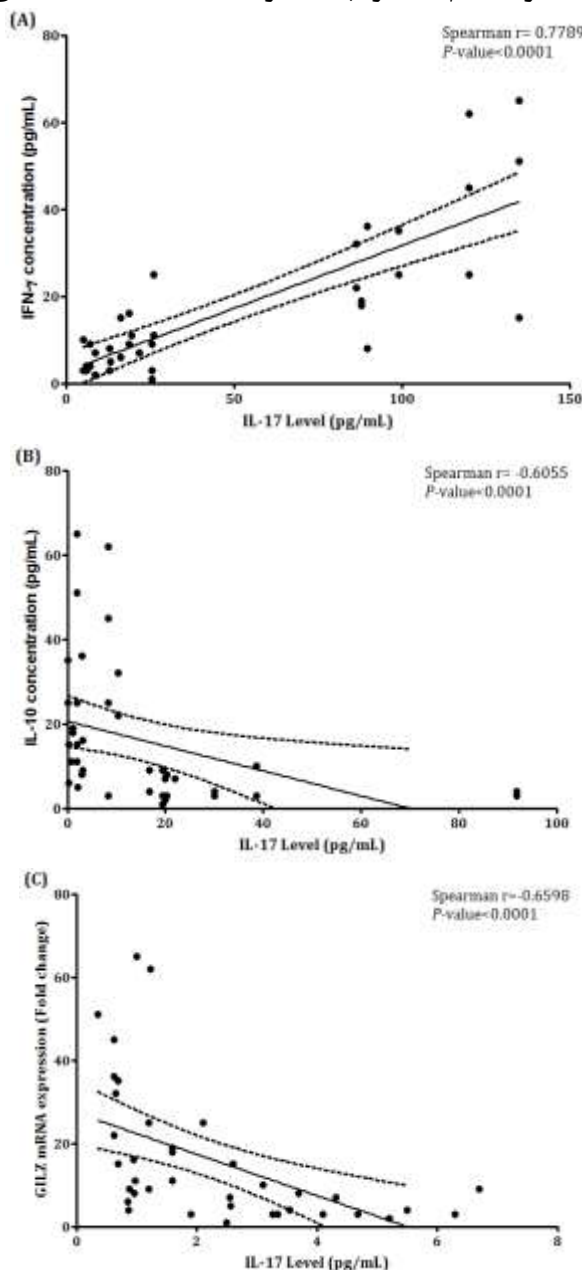 (A)
Spearman r= 0.7789
P-value<0.0001
80
60
40
20
0
0
50
100
150
IFN-γ concentration (pg/mL)
IL-17 Level (pg/mL)
(B)
Spearman r= -0.6055
P-value<0.0001
80
60
40
20
0
0
20
40
60
80
100
IL-10 concentration (pg/mL)
IL-17 Level (pg/mL)
(C)
Spearman r=-0.6598
P-value<0.0001
80
60
40
20
0
0
2
4
6
8
GILZ mRNA expression (Fold change)
IL-17 Level (pg/mL)